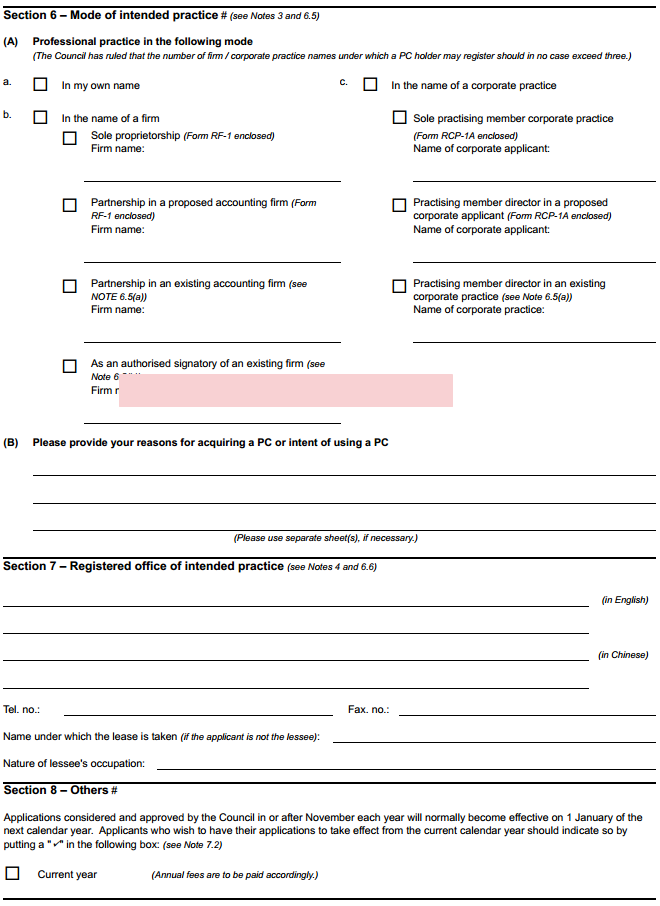 Section 6 – Mode of intended practice # (see Notes 3 and 6.5)
(A) Professional practice in the following mode
(The Council has ruled that the number of firm / corporate practice names under which a PC holder may register should in no case exceed three.)
a. In my own name
b. In the name of a firm
Sole proprietorship (Form RF-1 enclosed)
Firm name:
Partnership in a proposed accounting firm (Form
RF-1 enclosed)
Firm name:
Partnership in an existing accounting firm (see
NOTE 6.5(a))
Firm name:
As an authorised signatory of an existing firm (see
Note
Firm
c. In the name of a corporate practice
Sole practising member corporate practice
(Form RCP-1A enclosed)
Name of corporate applicant:
Practising member director in a proposed
corporate applicant (Form RCP-1A enclosed)
Name of corporate applicant:
Practising member director in an existing
corporate practice (see Note 6.5(a))
Name of corporate practice:
(B) Please provide your reasons for acquiring a PC or intent of using a PC
(Please use separate sheet(s), if necessary.)
Section 7 – Registered office of intended practice (see Notes 4 and 6.6)
(in English)
(in Chinese)
Tel. no.: Fax. no.:
Name under which the lease is taken (if the applicant is not the lessee):
Nature of lessee's occupation:
Section 8 – Others #
Applications considered and approved by the Council in or after November each year will normally become effective on 1 January of the
next calendar year. Applicants who wish to have their applications to take effect from the current calendar year should indicate so by
putting a "✓" in the following box: (see Note 7.2)
Current year (Annual fees are to be paid accordingly.)